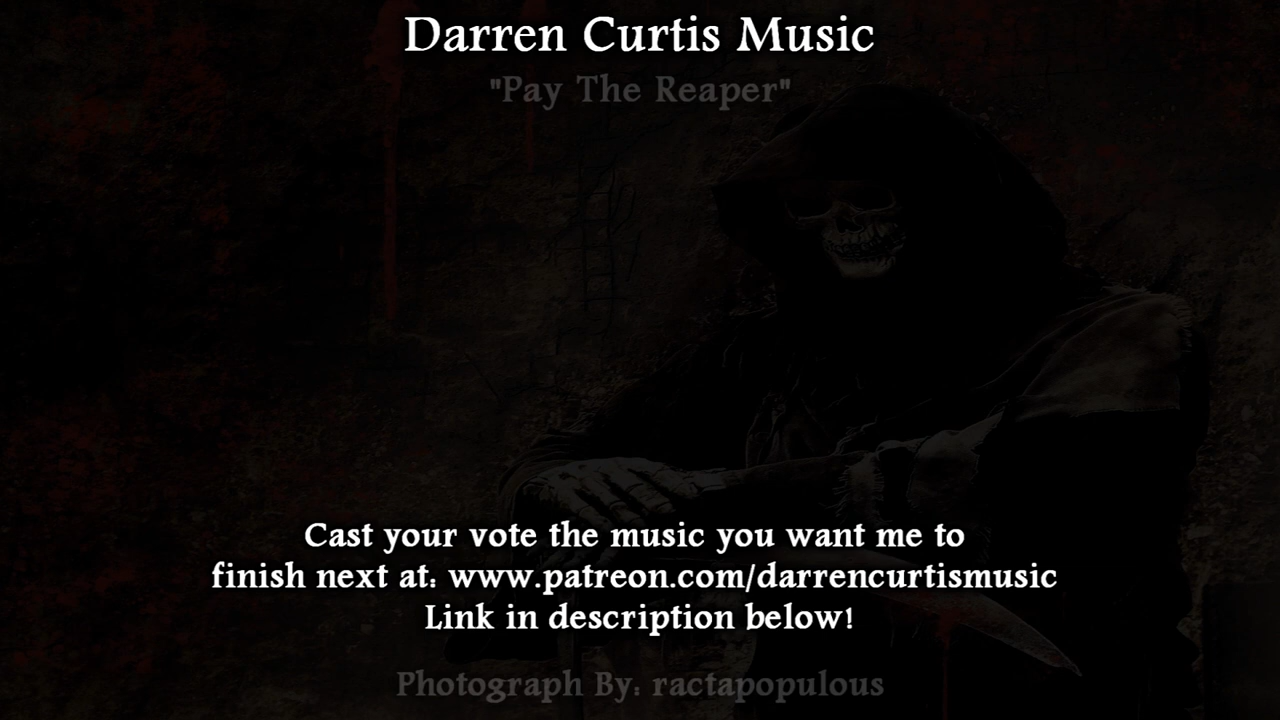 Darren Curtis Music
"Pay The Reaper"
Cast your vote the music you want me to
finish next at: www.patreon.com/darrencurtismusic
Link in description below!
Photograph By: ractapopulous